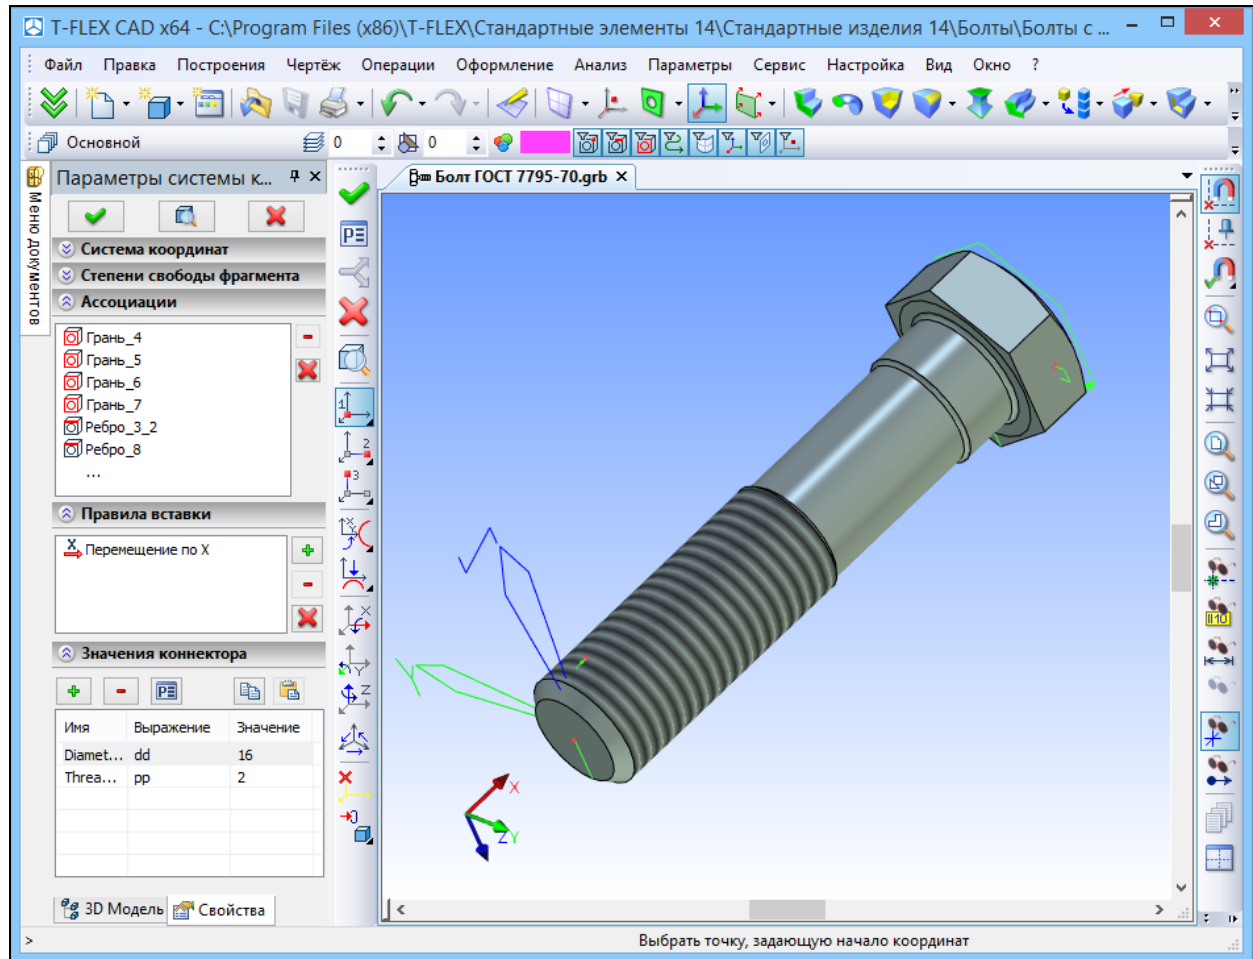 T-FLEX CAD x64 - C:\Program Files (x86)\T-FLEX\Стандартные элементы 14\Стандартные изделия 14\Болты\Болты с ...
Файл Правка Построения Чертёж Операции Оформление Анализ Параметры Сервис Настройка Вид Окно ?
Основной 0 0
Меню документов
Параметры системы к...
Болт ГОСТ 7795-70.grb
Система координат
Степени свободы фрагмента
Ассоциации
Грань_4
Грань_5
Грань_6
Грань_7
Ребро_3_2
Ребро_8
...
Правила вставки
Перемещение по X
Значения коннектора
Имя Выражение Значение
Diamet... dd 16
Threa... pp 2
3D Модель Свойства
X
Y
Z
> Выбрать точку, задающую начало координат